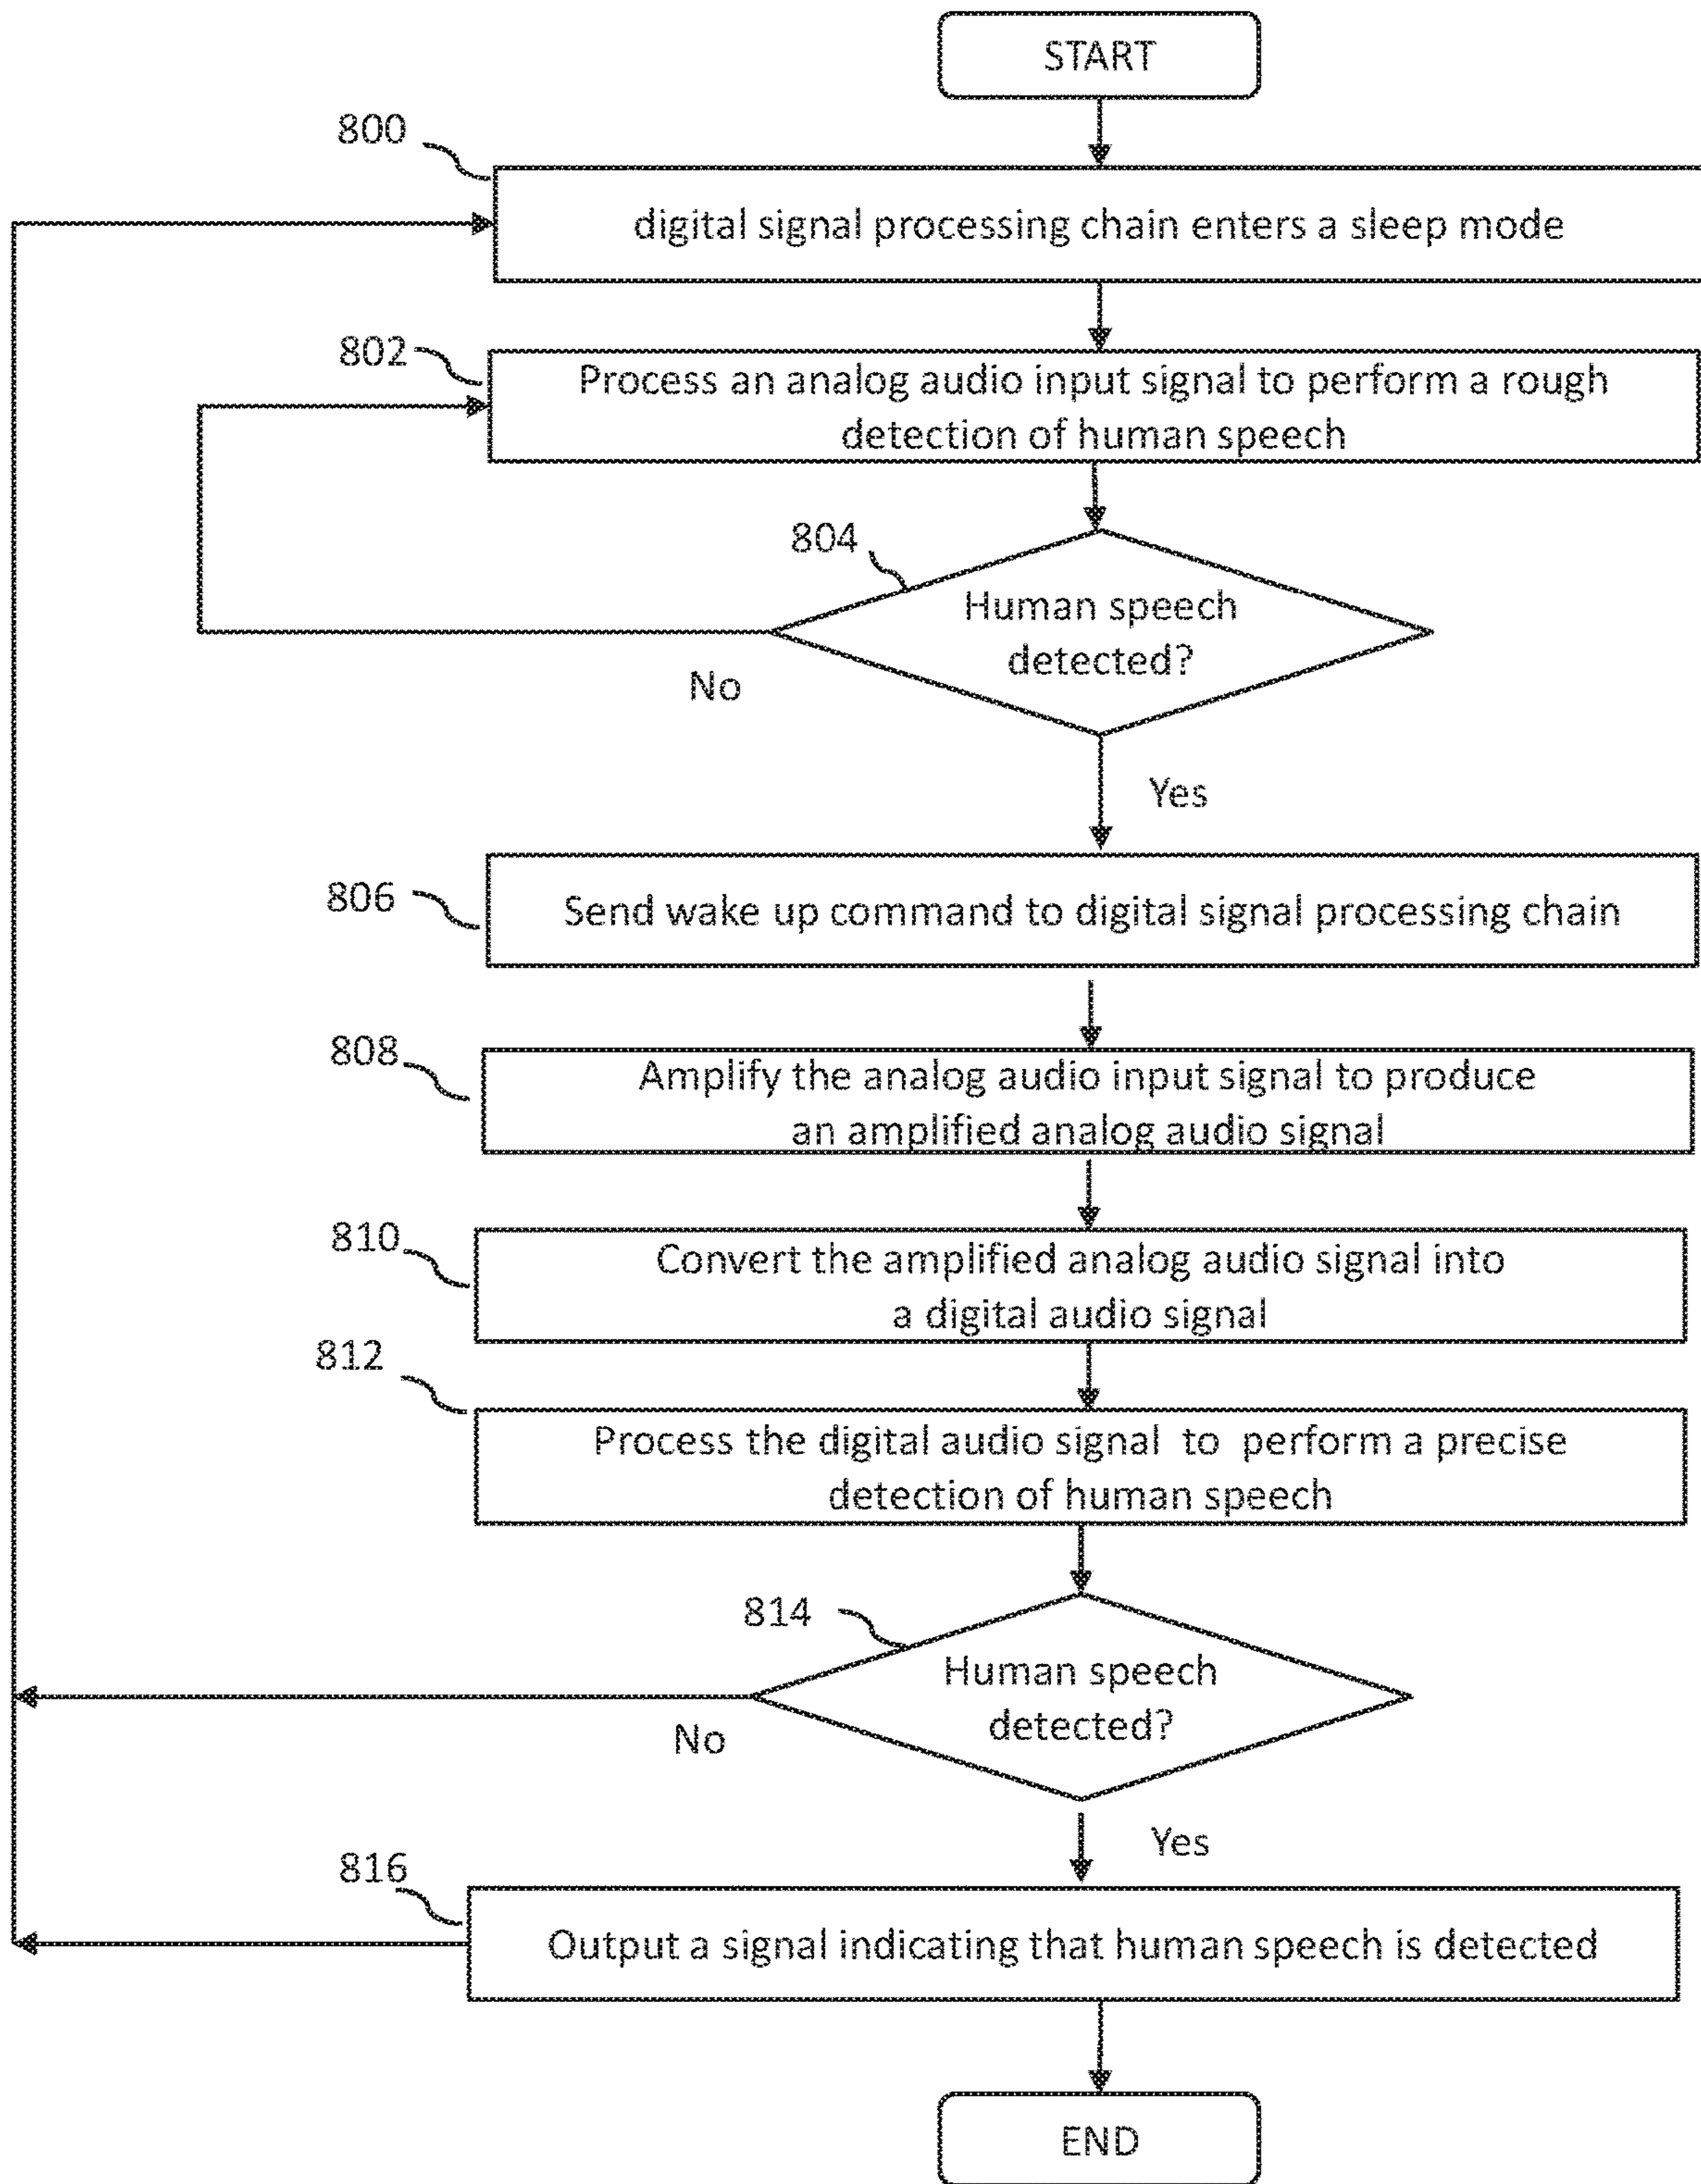 START
800
digital signal processing chain enters a sleep mode
802
Process an analog audio input signal to perform a rough
detection of human speech
804
Human speech
detected?
No
Yes
806
Send wake up command to digital signal processing chain
808
Amplify the analog audio input signal to produce
an amplified analog audio signal
810
Convert the amplified analog audio signal into
a digital audio signal
812
Process the digital audio signal to perform a precise
detection of human speech
814
Human speech
detected?
No
Yes
816
Output a signal indicating that human speech is detected
END